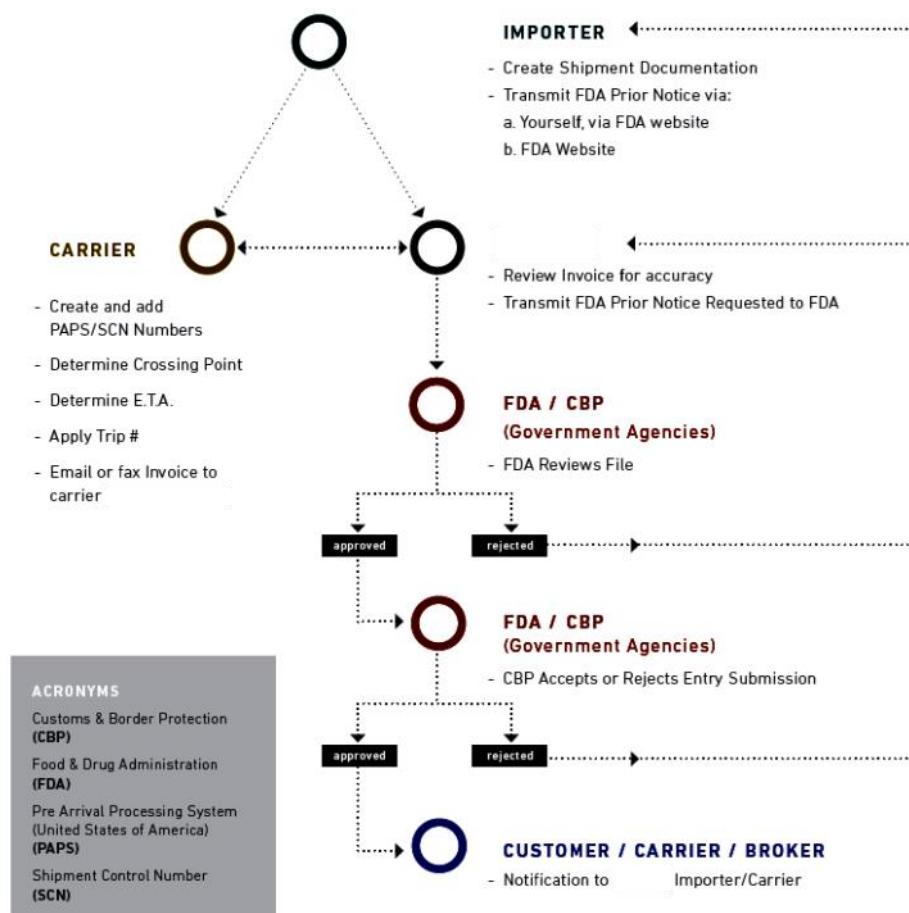 IMPORTER
- Create Shipment Documentation
- Transmit FDA Prior Notice via:
a. Yourself, via FDA website
b. FDA Website
CARRIER
- Create and add
PAPS/SCN Numbers
- Determine Crossing Point
- Determine E.T.A.
- Apply Trip #
- Email or fax Invoice to
carrier
- Review Invoice for accuracy
- Transmit FDA Prior Notice Requested to FDA
FDA / CBP
(Government Agencies)
- FDA Reviews File
approved
rejected
FDA / CBP
(Government Agencies)
- CBP Accepts or Rejects Entry Submission
approved
rejected
CUSTOMER / CARRIER / BROKER
- Notification to Importer/Carrier
ACRONYMS
Customs & Border Protection
(CBP)
Food & Drug Administration
(FDA)
Pre Arrival Processing System
(United States of America)
(PAPS)
Shipment Control Number
(SCN)